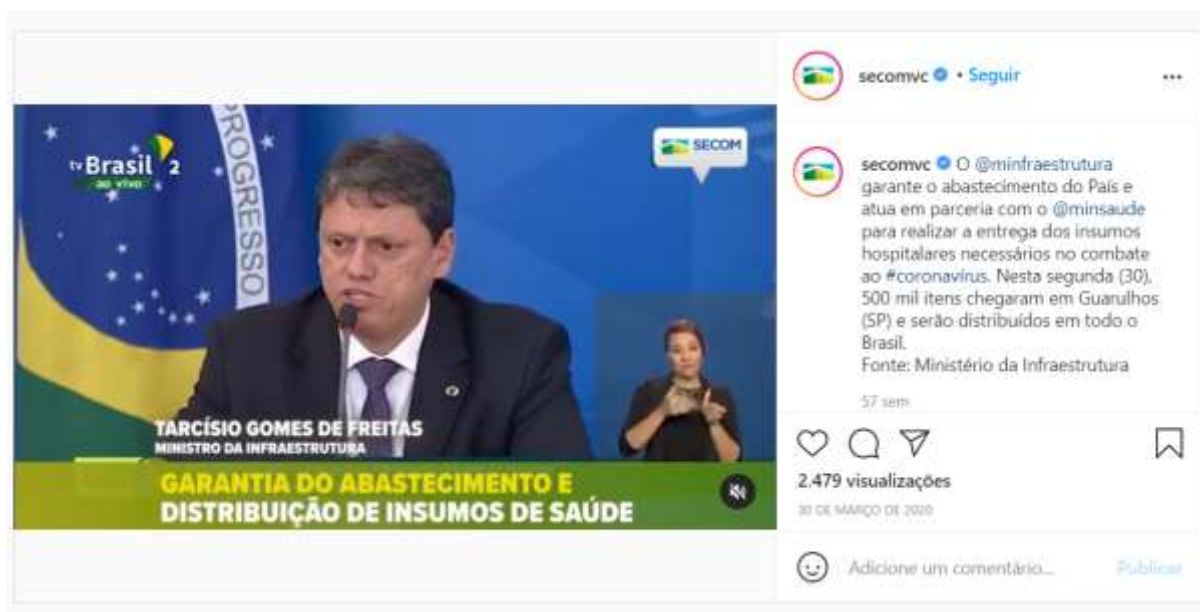 PROGRESSO
tv Brasil 2
AO VIVO
SECOM
TARCÍSIO GOMES DE FREITAS
MINISTRO DA INFRAESTRUTURA
GARANTIA DO ABASTECIMENTO E
DISTRIBUIÇÃO DE INSUMOS DE SAÚDE
secomvc • Seguir
secomvc O @minfraestrutura
garante o abastecimento do País e
atua em parceria com o @minsaude
para realizar a entrega dos insumos
hospitalares necessários no combate
ao #coronavírus. Nesta segunda (30),
500 mil itens chegaram em Guarulhos
(SP) e serão distribuídos em todo o
Brasil.
Fonte: Ministério da Infraestrutura
57 sem
2.479 visualizações
30 DE MARÇO DE 2020
Adicione um comentário... Publicar